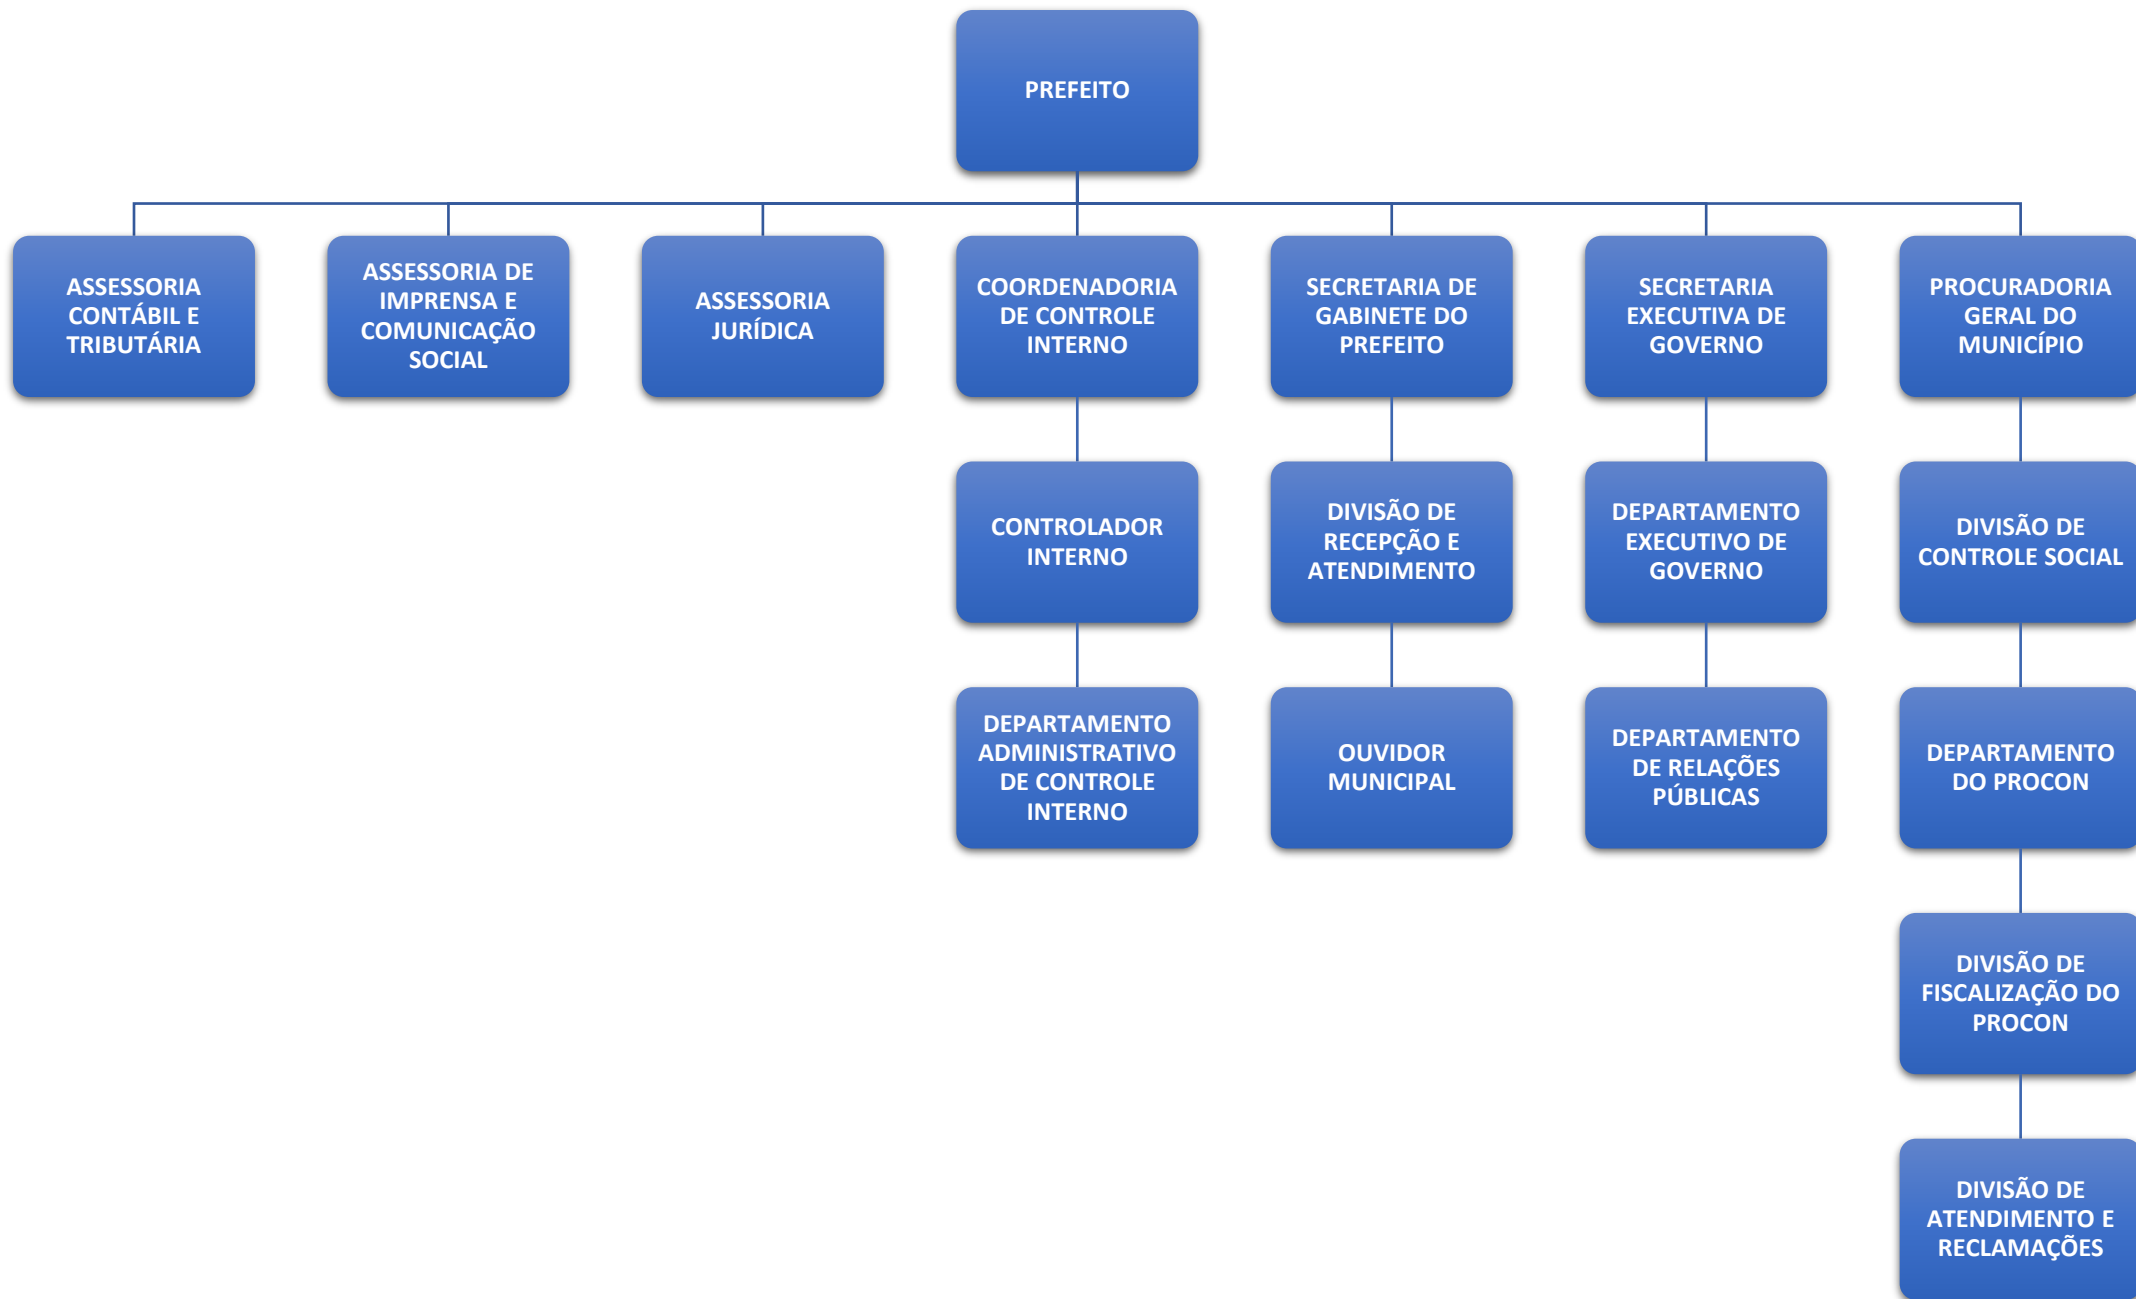 PREFEITO
ASSESSORIA
CONTÁBIL E
TRIBUTÁRIA
ASSESSORIA DE
IMPRENSA E
COMUNICAÇÃO
SOCIAL
ASSESSORIA
JURÍDICA
COORDENADORIA
DE CONTROLE
INTERNO
SECRETARIA DE
GABINETE DO
PREFEITO
SECRETARIA
EXECUTIVA DE
GOVERNO
PROCURADORIA
GERAL DO
MUNICÍPIO
CONTROLADOR
INTERNO
DIVISÃO DE
RECEPÇÃO E
ATENDIMENTO
DEPARTAMENTO
EXECUTIVO DE
GOVERNO
DIVISÃO DE
CONTROLE SOCIAL
DEPARTAMENTO
ADMINISTRATIVO
DE CONTROLE
INTERNO
OUVIDOR
MUNICIPAL
DEPARTAMENTO
DE RELAÇÕES
PÚBLICAS
DEPARTAMENTO
DO PROCON
DIVISÃO DE
FISCALIZAÇÃO DO
PROCON
DIVISÃO DE
ATENDIMENTO E
RECLAMAÇÕES